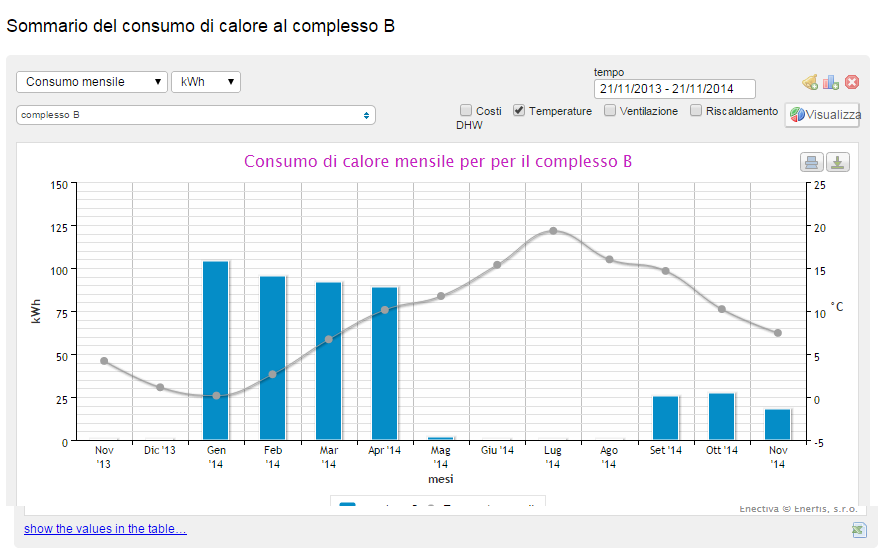 Sommario del consumo di calore al complesso B
Consumo mensile kWh
tempo
21/11/2013 - 21/11/2014
complesso B
Costi Temperature Ventilazione Riscaldamento
DHW
Visualizza
Consumo di calore mensile per per il complesso B
150 25
125 20
100 15
75 10
50 5
25 0
0 -5
kWh
°C
Nov '13
Dic '13
Gen '14
Feb '14
Mar '14
Apr '14
Mag '14
Giu '14
Lug '14
Ago '14
Set '14
Ott '14
Nov '14
mesi
Enectiva © Enerfis, s.r.o.
show the values in the table...